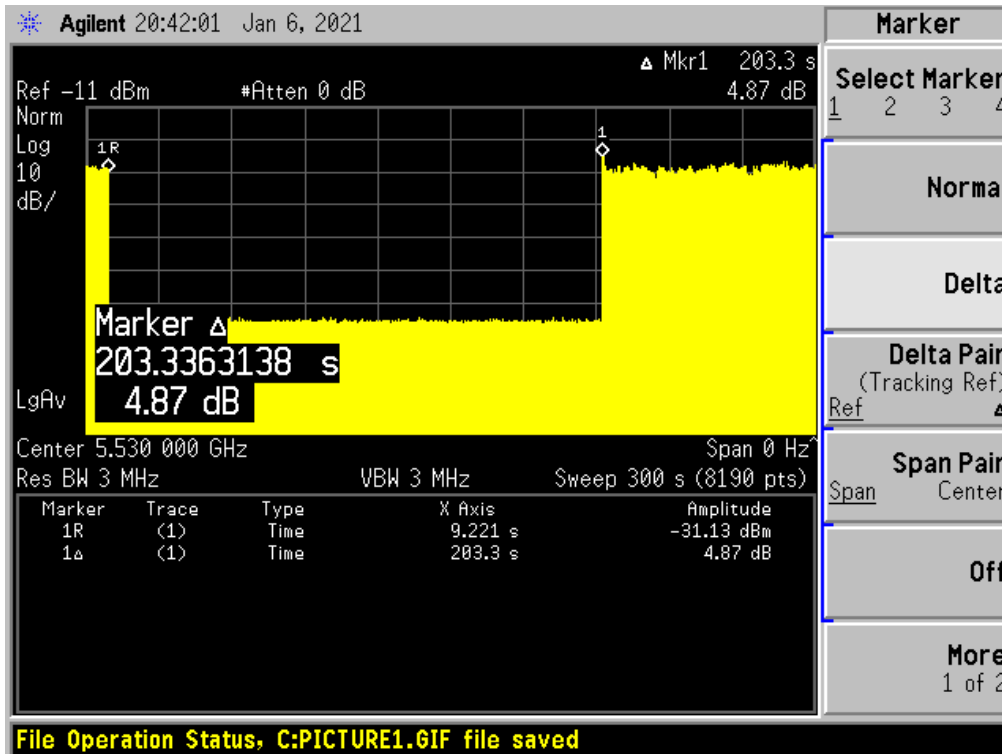 Agilent 20:42:01 Jan 6, 2021
Δ Mkr1 203.3 s
Ref -11 dBm #Atten 0 dB 4.87 dB
Norm
Log
10
dB/
1R
1
Marker Δ
203.3363138 s
4.87 dB
LgAv
Center 5.530 000 GHz Span 0 Hz^
Res BW 3 MHz VBW 3 MHz Sweep 300 s (8190 pts)
Marker Trace Type X Axis Amplitude
1R (1) Time 9.221 s -31.13 dBm
1Δ (1) Time 203.3 s 4.87 dB
File Operation Status, C:PICTURE1.GIF file saved
Marker
Select Marker
1 2 3
Delta
Delta Pair
(Tracking Ref)
Ref Δ
Span Pair
Span Center
More
1 of 2